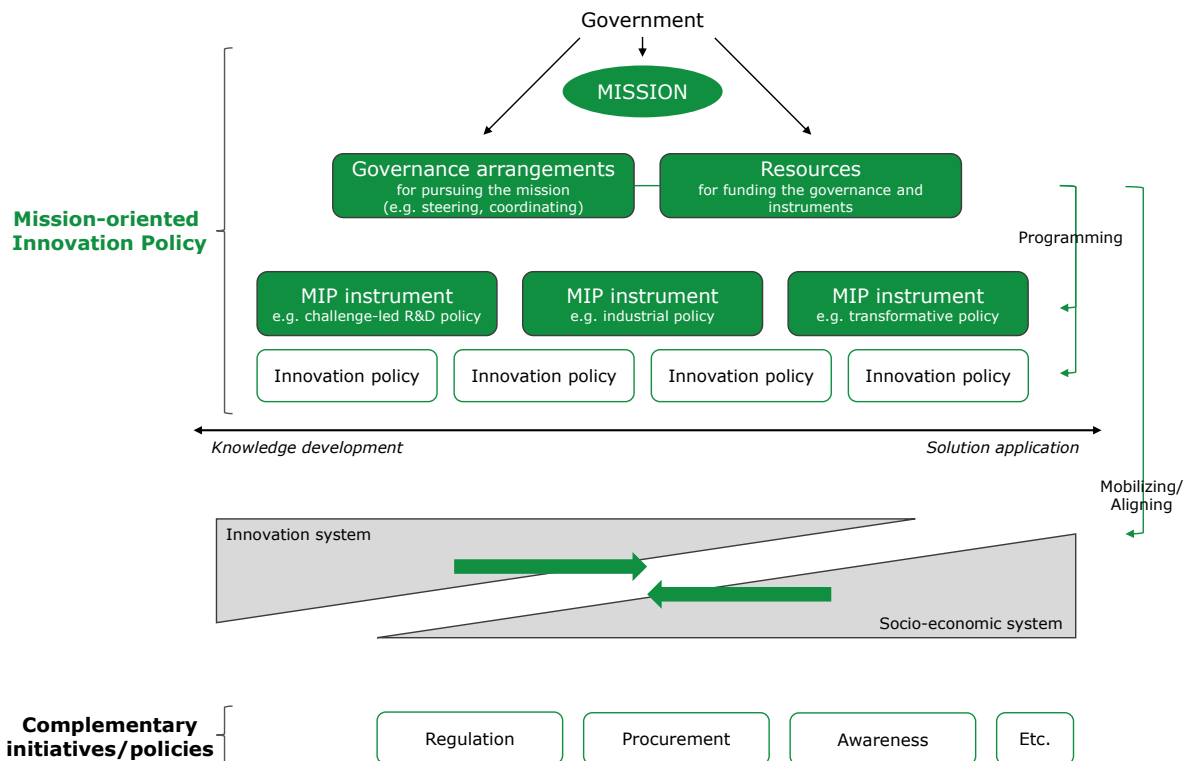 Government
MISSION
Governance arrangements
for pursuing the mission
(e.g. steering, coordinating)
Resources
for funding the governance and
instruments
Mission-oriented
Innovation Policy
Programming
MIP instrument
e.g. challenge-led R&D policy
MIP instrument
e.g. industrial policy
MIP instrument
e.g. transformative policy
Innovation policy
Innovation policy
Innovation policy
Innovation policy
Knowledge development
Solution application
Mobilizing/
Aligning
Innovation system
Socio-economic system
Complementary
initiatives/policies
Regulation
Procurement
Awareness
Etc.